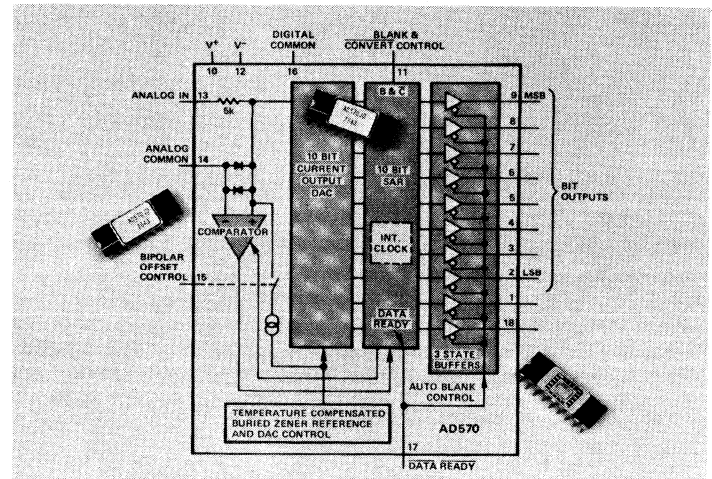 V+ V-
10 12
DIGITAL
COMMON
16
BLANK &
CONVERT CONTROL
11
ANALOG IN 13
5k
ANALOG
COMMON 14
COMPARATOR
BIPOLAR
OFFSET
CONTROL 15
10 BIT
CURRENT
OUTPUT
DAC
B & C
10 BIT
SAR
INT.
CLOCK
DATA
READY
9 MSB
8
7
6
5
4
3
2 LSB
1
18
BIT
OUTPUTS
3 STATE
BUFFERS
AUTO BLANK
CONTROL
TEMPERATURE COMPENSATED
BURIED ZENER REFERENCE
AND DAC CONTROL
AD570
17
DATA READY
AD570JD
AD570JD